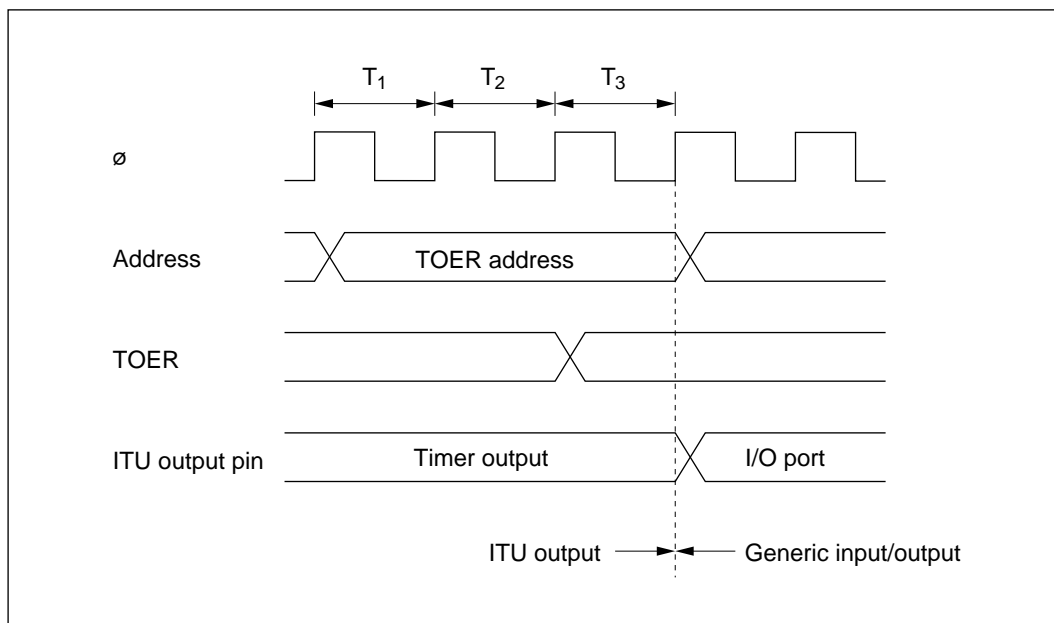 T1 T2 T3
ø
Address TOER address
TOER
ITU output pin Timer output I/O port
ITU output Generic input/output